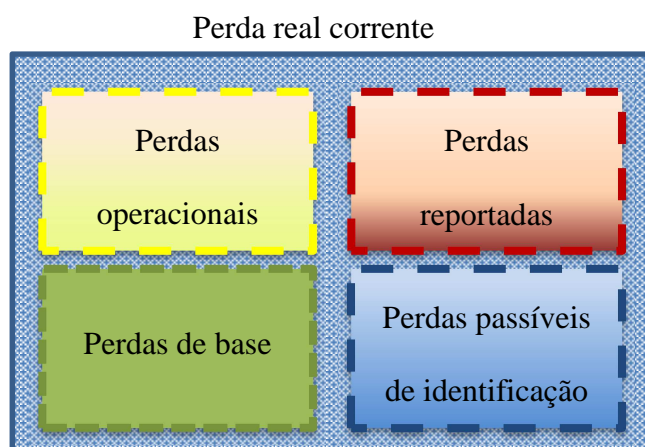 Perda real corrente
Perdas
operacionais
Perdas
reportadas
Perdas de base
Perdas passíveis
de identificação